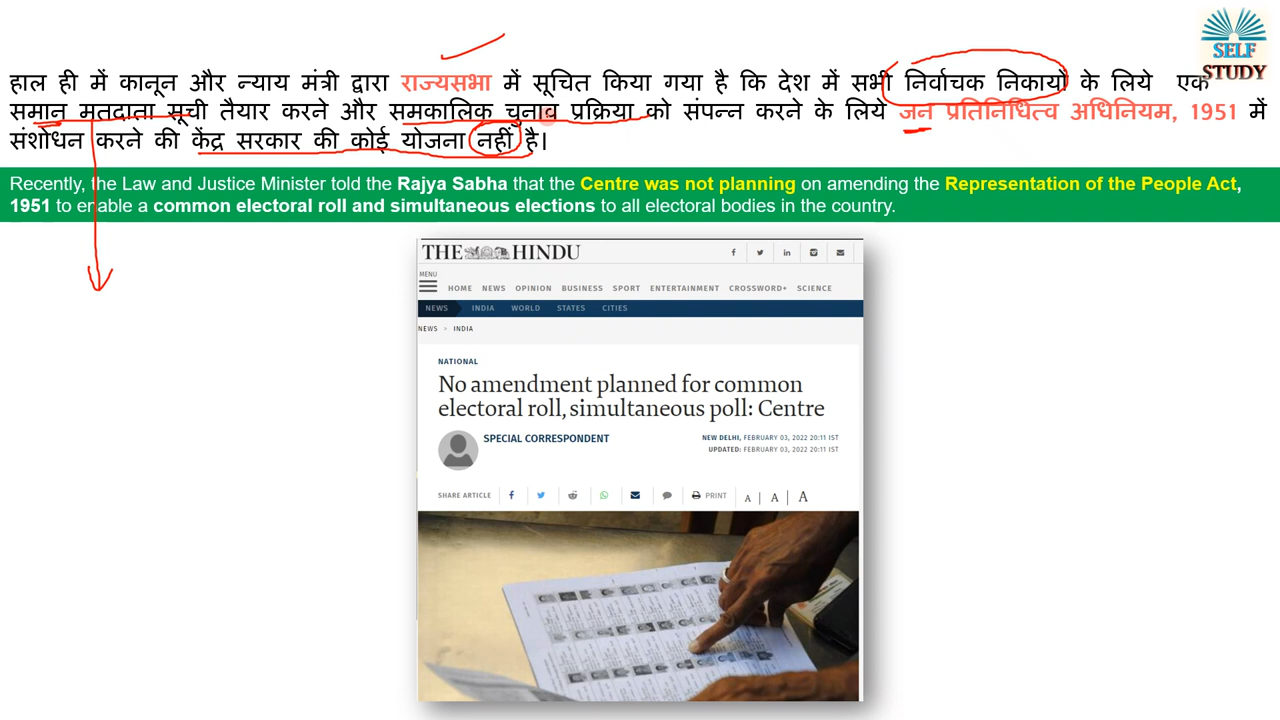 SELF
STUDY
हाल ही में कानून और न्याय मंत्री द्वारा राज्यसभा में सूचित किया गया है कि देश में सभी निर्वाचक निकायों के लिये एक
समान मतदाता सूची तैयार करने और समकालिक चुनाव प्रक्रिया को संपन्न करने के लिये जन प्रतिनिधित्व अधिनियम, 1951 में
संशोधन करने की केंद्र सरकार की कोई योजना नहीं है।
Recently, the Law and Justice Minister told the Rajya Sabha that the Centre was not planning on amending the Representation of the People Act,
1951 to enable a common electoral roll and simultaneous elections to all electoral bodies in the country.
THE HINDU
MENU
HOME NEWS OPINION BUSINESS SPORT ENTERTAINMENT CROSSWORD+ SCIENCE
NEWS INDIA WORLD STATES CITIES
NEWS > INDIA
NATIONAL
No amendment planned for common
electoral roll, simultaneous poll: Centre
SPECIAL CORRESPONDENT
NEW DELHI, FEBRUARY 03, 2022 20:11 IST
UPDATED: FEBRUARY 03, 2022 20:11 IST
SHARE ARTICLE PRINT A | A | A